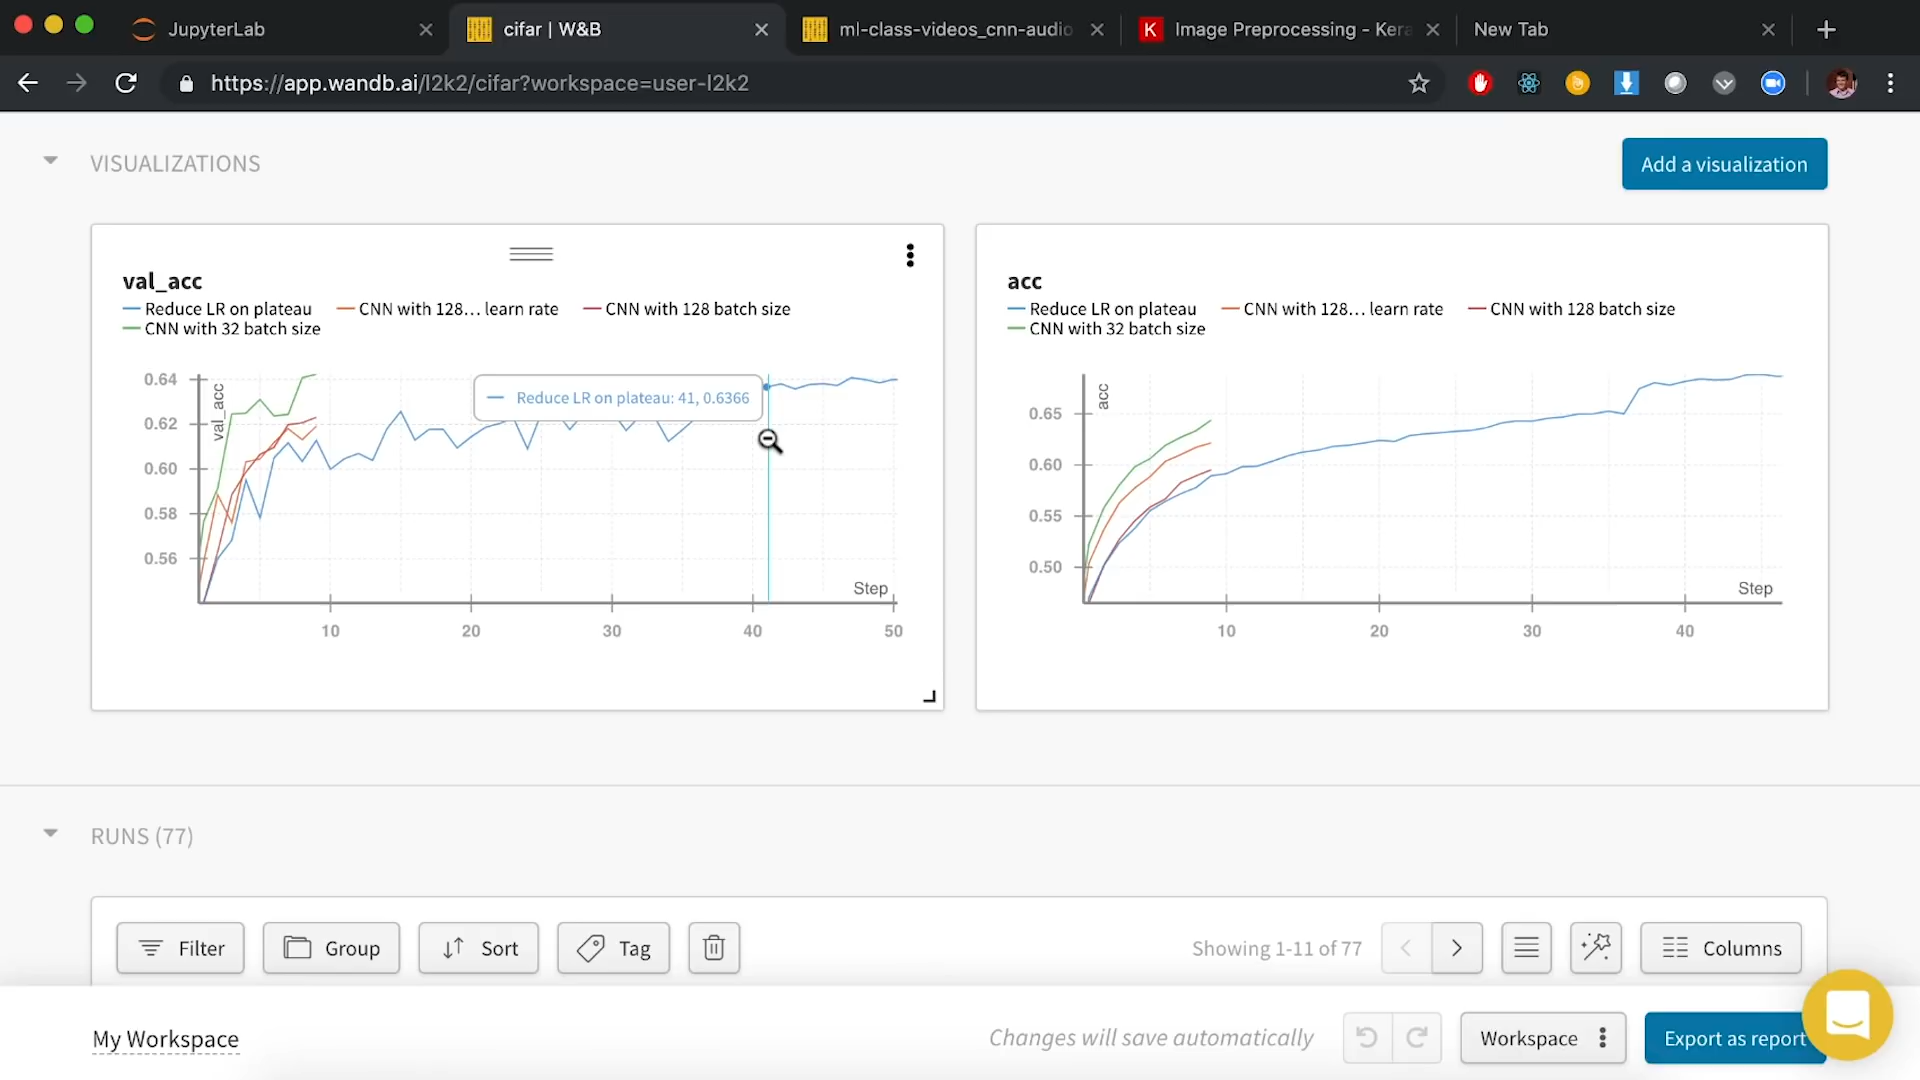 JupyterLab
cifar | W&B
ml-class-videos_cnn-audio
K
Image Preprocessing - Kera
New Tab
https://app.wandb.ai/l2k2/cifar?workspace=user-l2k2
VISUALIZATIONS
Add a visualization
val_acc
Reduce LR on plateau CNN with 128... learn rate CNN with 128 batch size
CNN with 32 batch size
0.64
0.62
0.60
0.58
0.56
val_acc
Reduce LR on plateau: 41, 0.6366
Step
10 20 30 40 50
acc
Reduce LR on plateau CNN with 128... learn rate CNN with 128 batch size
CNN with 32 batch size
0.65
0.60
0.55
0.50
acc
Step
10 20 30 40
RUNS (77)
Filter
Group
Sort
Tag
Showing 1-11 of 77
Columns
My Workspace
Changes will save automatically
Workspace
Export as report